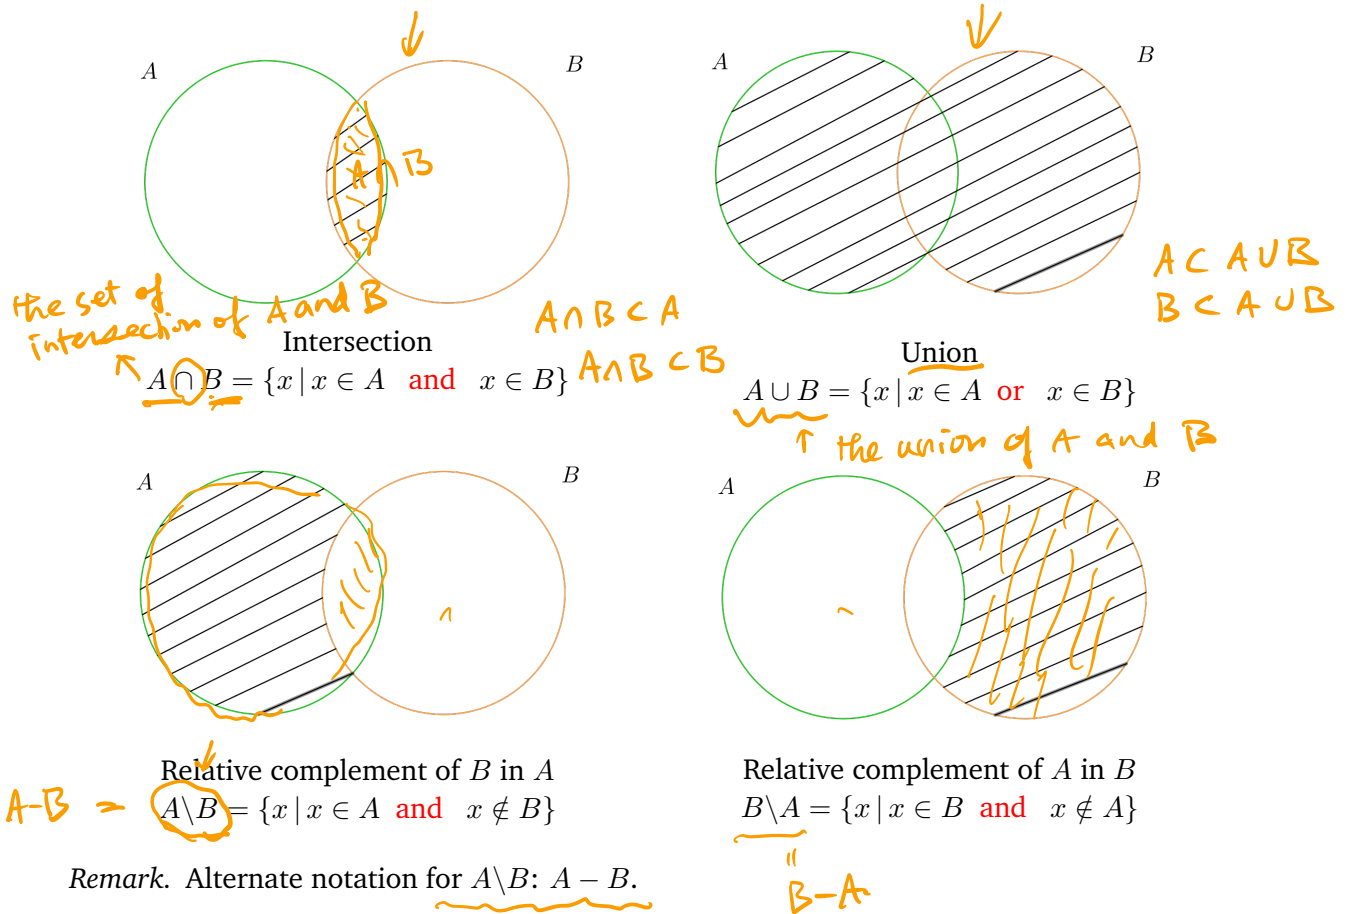 A
B
A ∩ B
the set of
intersection of A and B
A∩B ⊂ A
Intersection
A∩B ⊂ B
A ∩ B = {x | x ∈ A and x ∈ B}
A
B
A ⊂ A∪B
B ⊂ A∪B
Union
A ∪ B = {x | x ∈ A or x ∈ B}
↑ the union of A and B
A
B
Relative complement of B in A
A-B = A\B = {x | x ∈ A and x ∉ B}
Remark. Alternate notation for A\B: A − B.
A
B
Relative complement of A in B
B\A = {x | x ∈ B and x ∉ A}
=
B-A